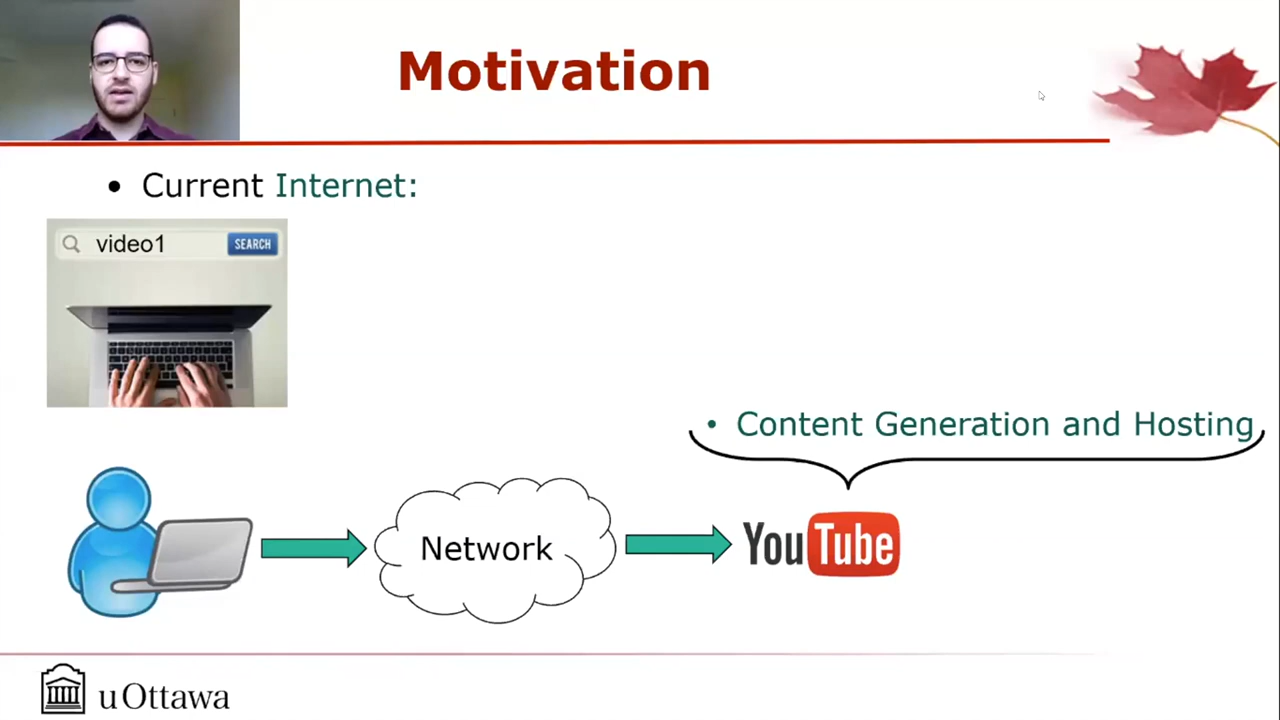 Motivation
• Current Internet:
video1 SEARCH
• Content Generation and Hosting
Network
YouTube
uOttawa